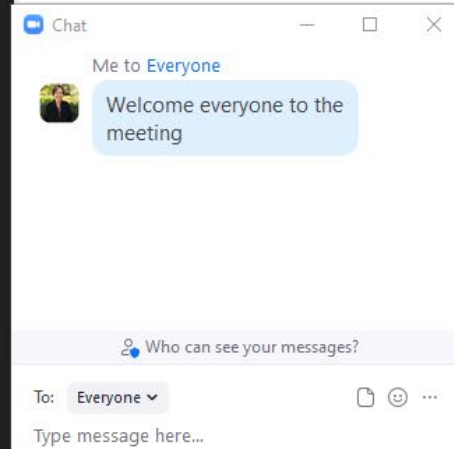 Chat
Me to Everyone
Welcome everyone to the
meeting
Who can see your messages?
To: Everyone
Type message here...